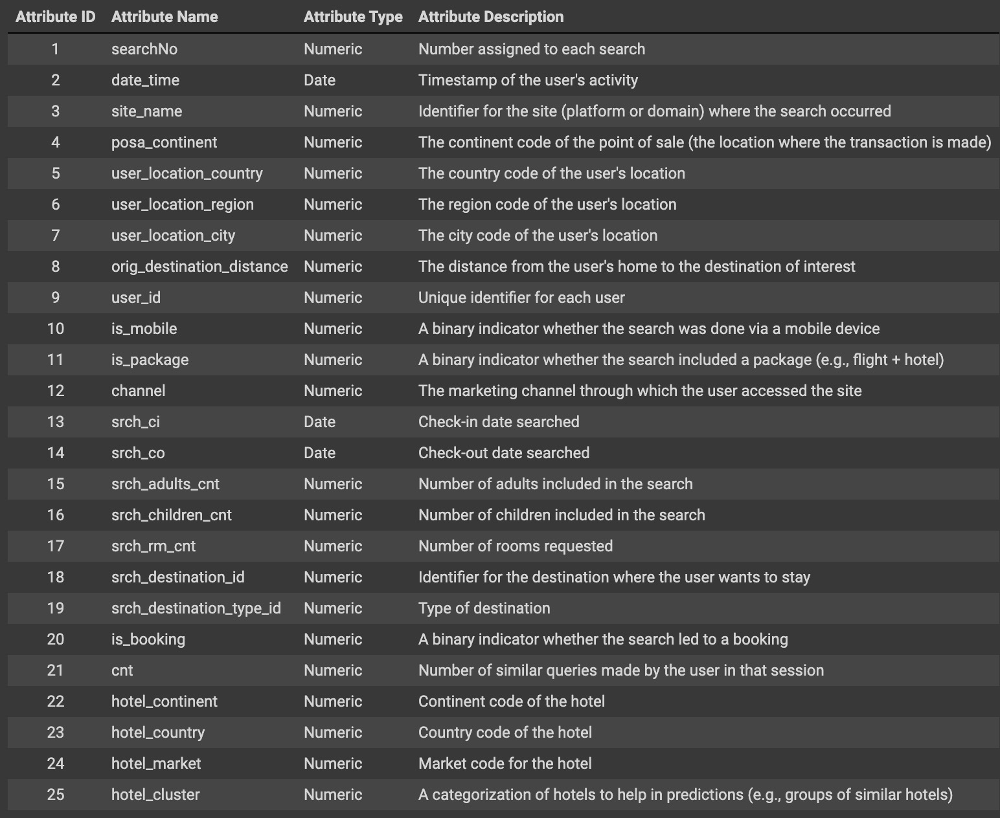 Attribute ID Attribute Name Attribute Type Attribute Description
1 searchNo Numeric Number assigned to each search
2 date_time Date Timestamp of the user's activity
3 site_name Numeric Identifier for the site (platform or domain) where the search occurred
4 posa_continent Numeric The continent code of the point of sale (the location where the transaction is made)
5 user_location_country Numeric The country code of the user's location
6 user_location_region Numeric The region code of the user's location
7 user_location_city Numeric The city code of the user's location
8 orig_destination_distance Numeric The distance from the user's home to the destination of interest
9 user_id Numeric Unique identifier for each user
10 is_mobile Numeric A binary indicator whether the search was done via a mobile device
11 is_package Numeric A binary indicator whether the search included a package (e.g., flight + hotel)
12 channel Numeric The marketing channel through which the user accessed the site
13 srch_ci Date Check-in date searched
14 srch_co Date Check-out date searched
15 srch_adults_cnt Numeric Number of adults included in the search
16 srch_children_cnt Numeric Number of children included in the search
17 srch_rm_cnt Numeric Number of rooms requested
18 srch_destination_id Numeric Identifier for the destination where the user wants to stay
19 srch_destination_type_id Numeric Type of destination
20 is_booking Numeric A binary indicator whether the search led to a booking
21 cnt Numeric Number of similar queries made by the user in that session
22 hotel_continent Numeric Continent code of the hotel
23 hotel_country Numeric Country code of the hotel
24 hotel_market Numeric Market code for the hotel
25 hotel_cluster Numeric A categorization of hotels to help in predictions (e.g., groups of similar hotels)